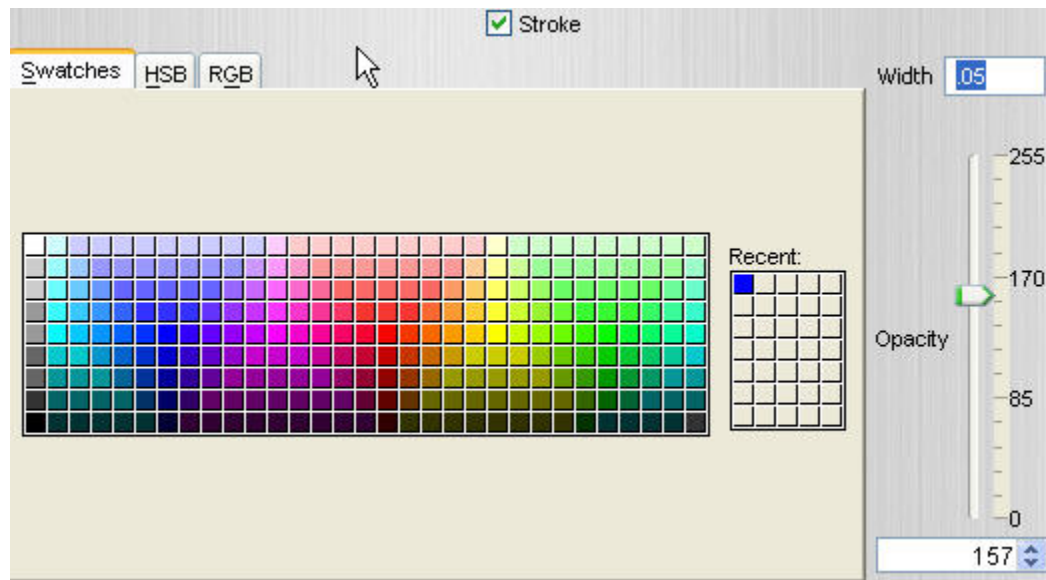 Stroke
Swatches HSB RGB
Width .05
255
Recent:
170
Opacity
85
0
157